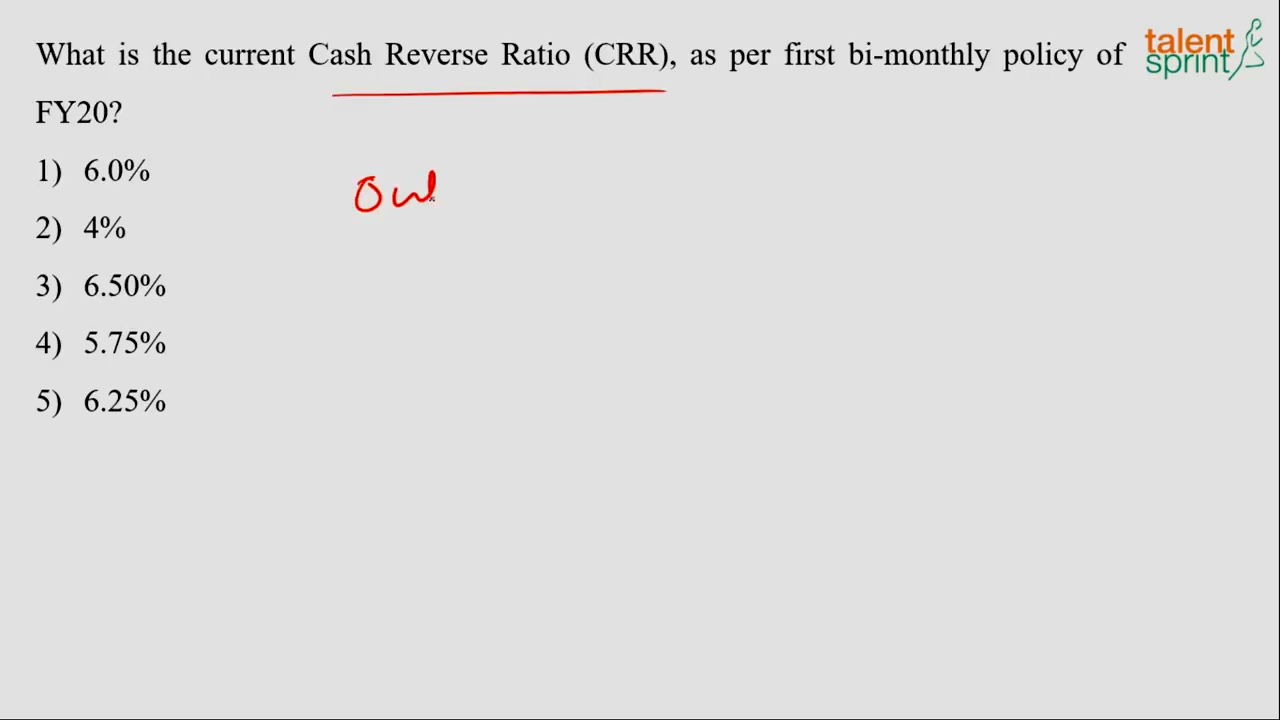 What is the current Cash Reverse Ratio (CRR), as per first bi-monthly policy of
FY20?
1) 6.0%
2) 4%
3) 6.50%
4) 5.75%
5) 6.25%
talent
sprint